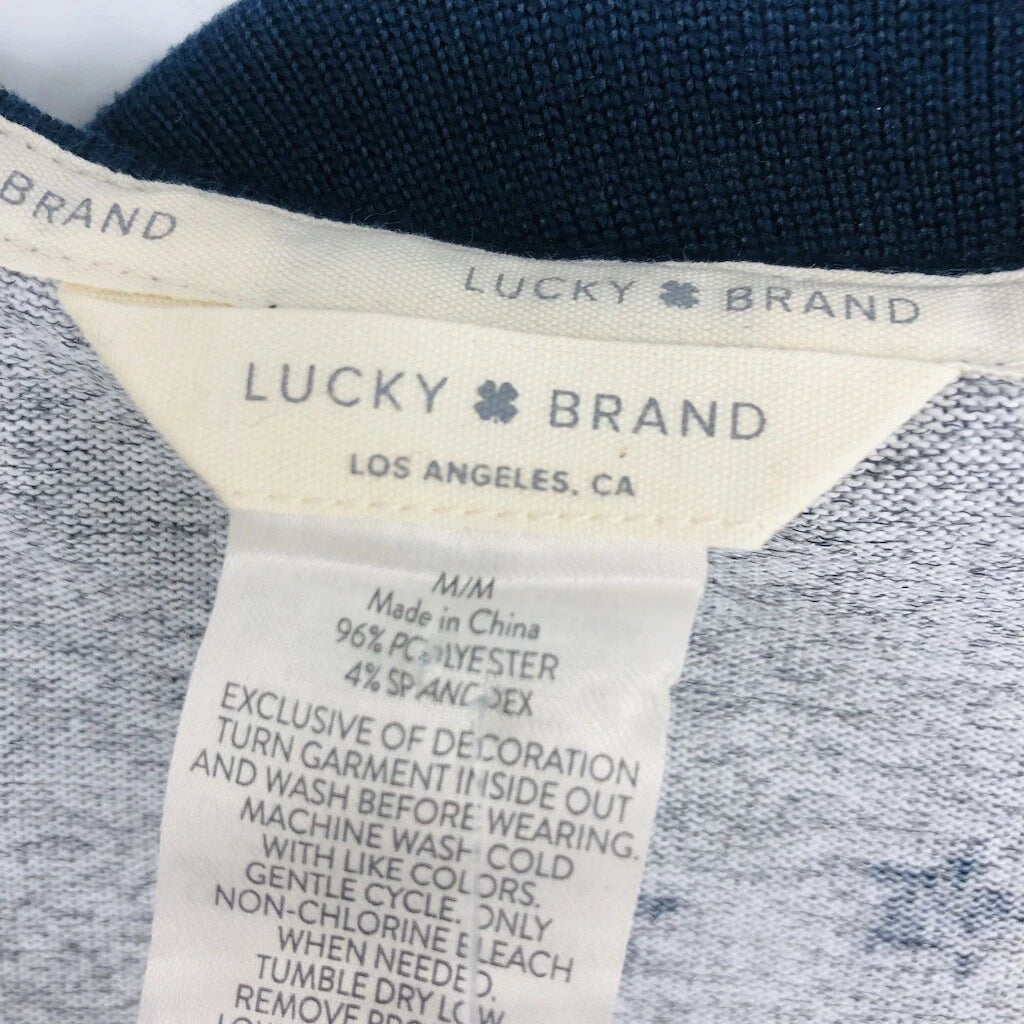 BRAND
LUCKY BRAND
LUCKY BRAND
LOS ANGELES, CA
M/M
Made in China
96% POLYESTER
4% SPANDEX
EXCLUSIVE OF DECORATION
TURN GARMENT INSIDE OUT
AND WASH BEFORE WEARING.
MACHINE WASH COLD
WITH LIKE COLORS.
GENTLE CYCLE. ONLY
NON-CHLORINE BLEACH
WHEN NEEDED.
TUMBLE DRY LOW
REMOVE